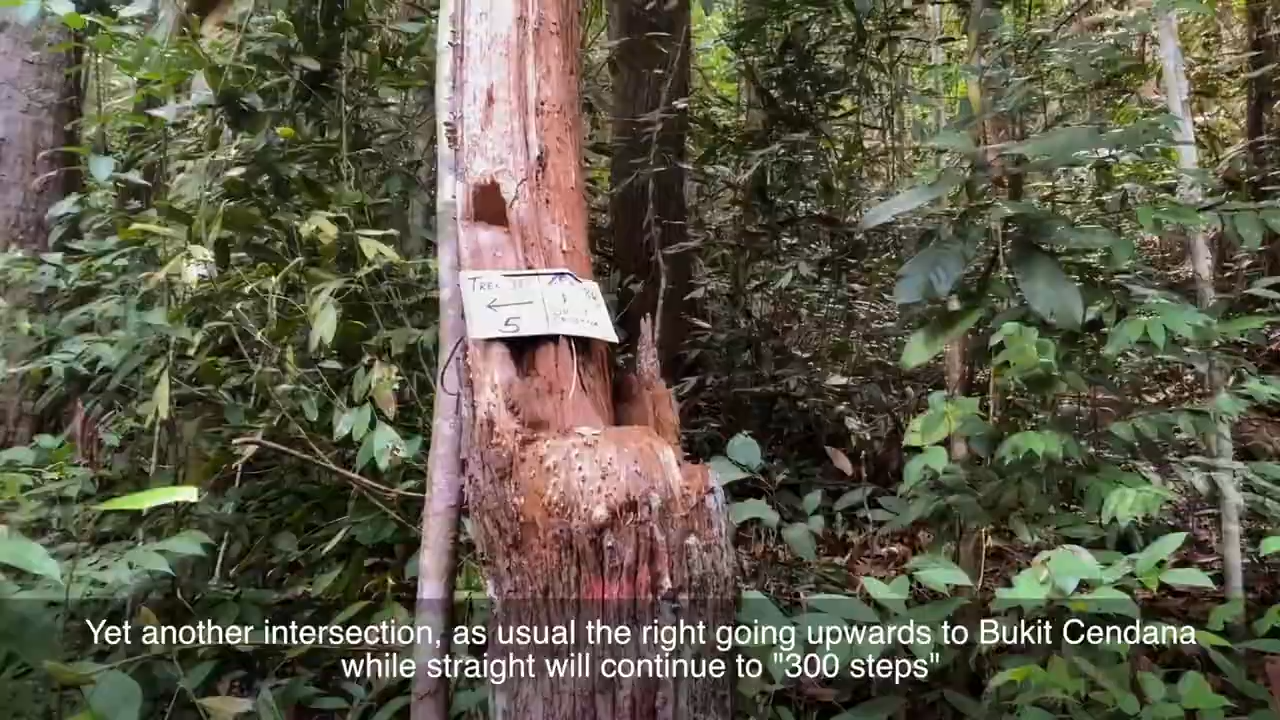 TREE
5
Yet another intersection, as usual the right going upwards to Bukit Cendana
while straight will continue to "300 steps"